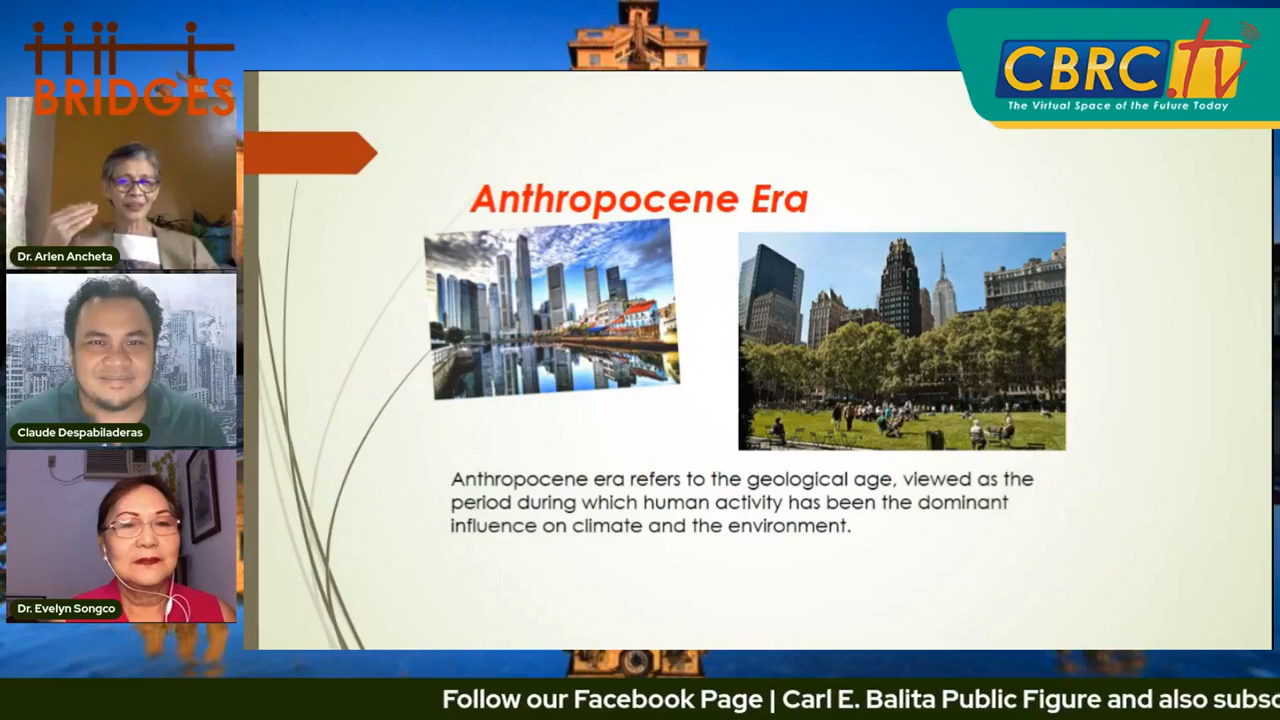 BRIDGES
CBRC.tv
The Virtual Space of the Future Today
Dr. Arlen Ancheta
Claude Despabiladeras
Dr. Evelyn Songco
Anthropocene Era
Anthropocene era refers to the geological age, viewed as the
period during which human activity has been the dominant
influence on climate and the environment.
Follow our Facebook Page | Carl E. Balita Public Figure and also subsc